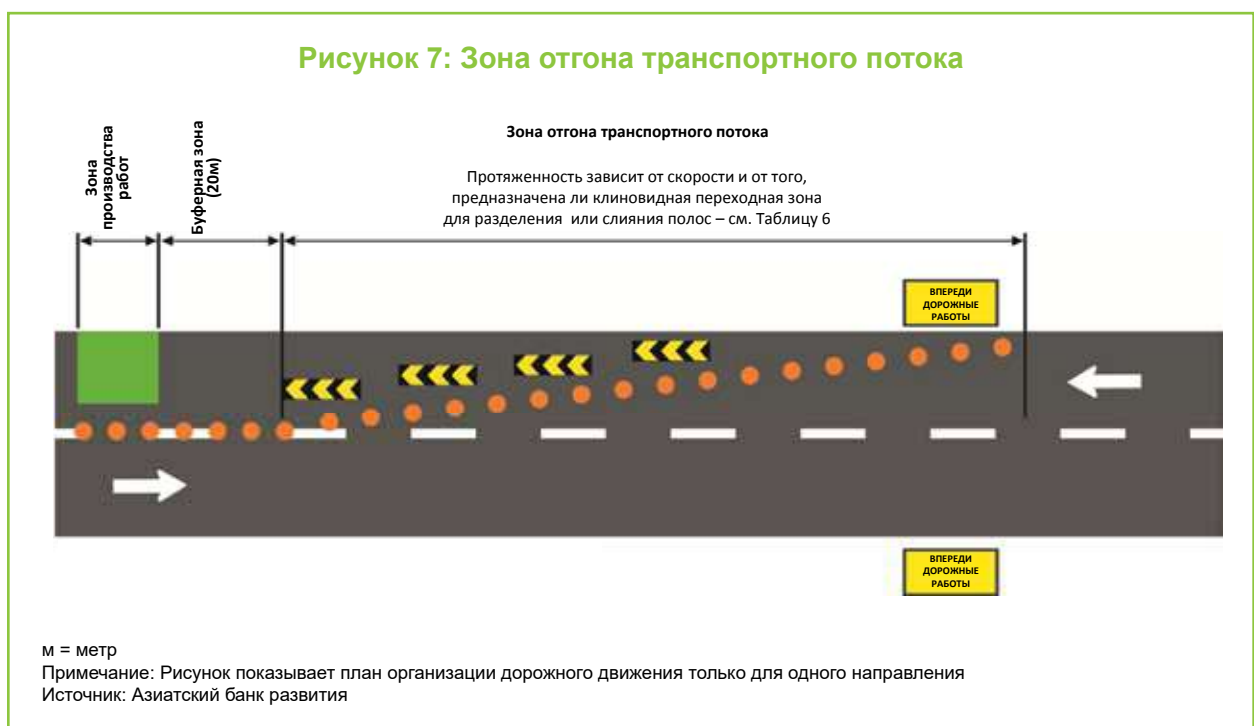 Рисунок 7: Зона отгона транспортного потока
Зона
производства
работ
Буферная зона
(20м)
Зона отгона транспортного потока
Протяженность зависит от скорости и от того,
предназначена ли клиновидная переходная зона
для разделения или слияния полос – см. Таблицу 6
ВПЕРЕДИ
ДОРОЖНЫЕ
РАБОТЫ
ВПЕРЕДИ
ДОРОЖНЫЕ
РАБОТЫ
м = метр
Примечание: Рисунок показывает план организации дорожного движения только для одного направления
Источник: Азиатский банк развития